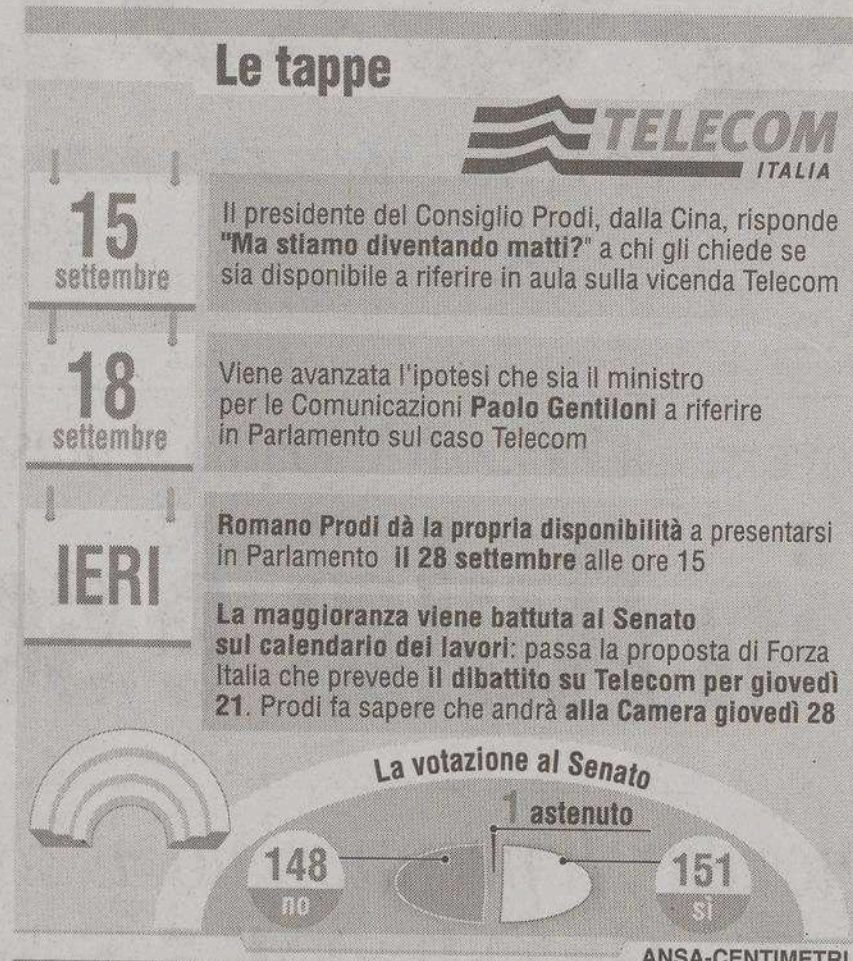 Le tappe
TELECOM
ITALIA
15
settembre
Il presidente del Consiglio Prodi, dalla Cina, risponde
"Ma stiamo diventando matti?" a chi gli chiede se
sia disponibile a riferire in aula sulla vicenda Telecom
18
settembre
Viene avanzata l'ipotesi che sia il ministro
per le Comunicazioni Paolo Gentiloni a riferire
in Parlamento sul caso Telecom
IERI
Romano Prodi dà la propria disponibilità a presentarsi
in Parlamento il 28 settembre alle ore 15
La maggioranza viene battuta al Senato
sul calendario dei lavori: passa la proposta di Forza
Italia che prevede il dibattito su Telecom per giovedì
21. Prodi fa sapere che andrà alla Camera giovedì 28
La votazione al Senato
1 astenuto
148
no
151
sì
ANSA-CENTIMETRI